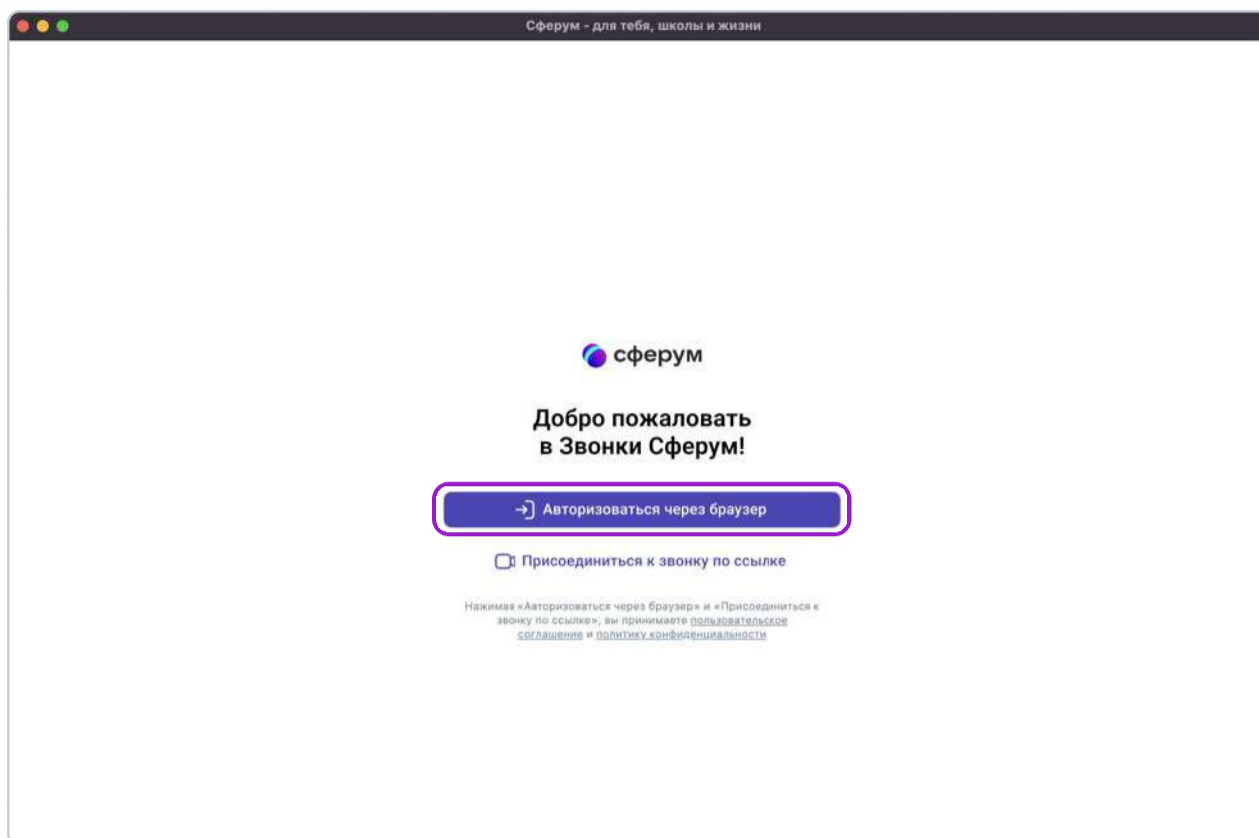 Сферум - для тебя, школы и жизни
сферум
Добро пожаловать
в Звонки Сферум!
Авторизоваться через браузер
Присоединиться к звонку по ссылке
Нажимая «Авторизоваться через браузер» и «Присоединиться к
звонку по ссылке», вы принимаете пользовательское
соглашение и политику конфиденциальности